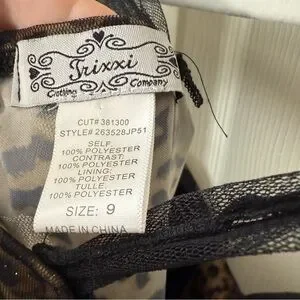 Trixxi
Clothing Company
CUT# 381300
STYLE# 263528JP51
SELF
100% POLYESTER
CONTRAST:
100% POLYESTER
LINING:
100% POLYESTER
TULLE:
100% POLYESTER
SIZE: 9
MADE IN CHINA